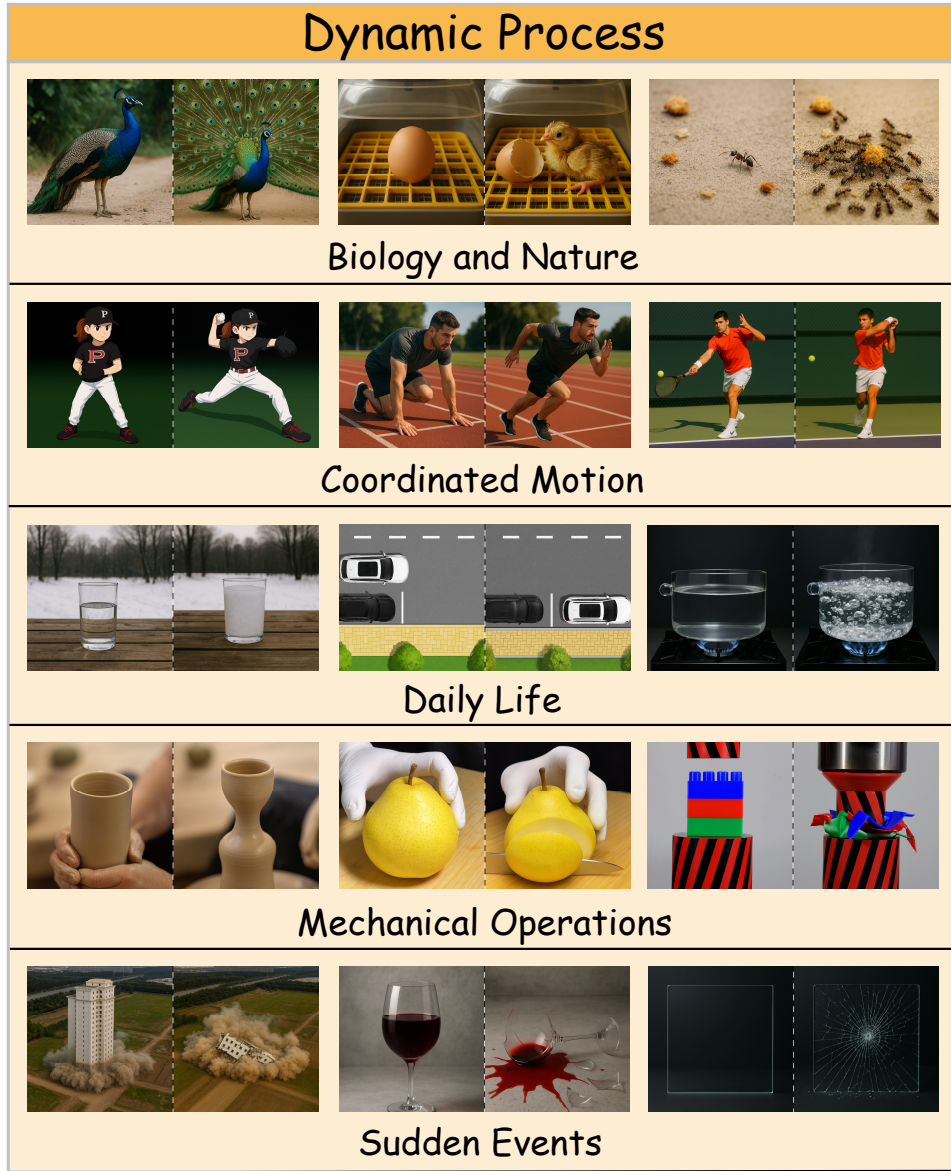 Dynamic Process
Biology and Nature
P
P
P
P
Coordinated Motion
Daily Life
Mechanical Operations
Sudden Events